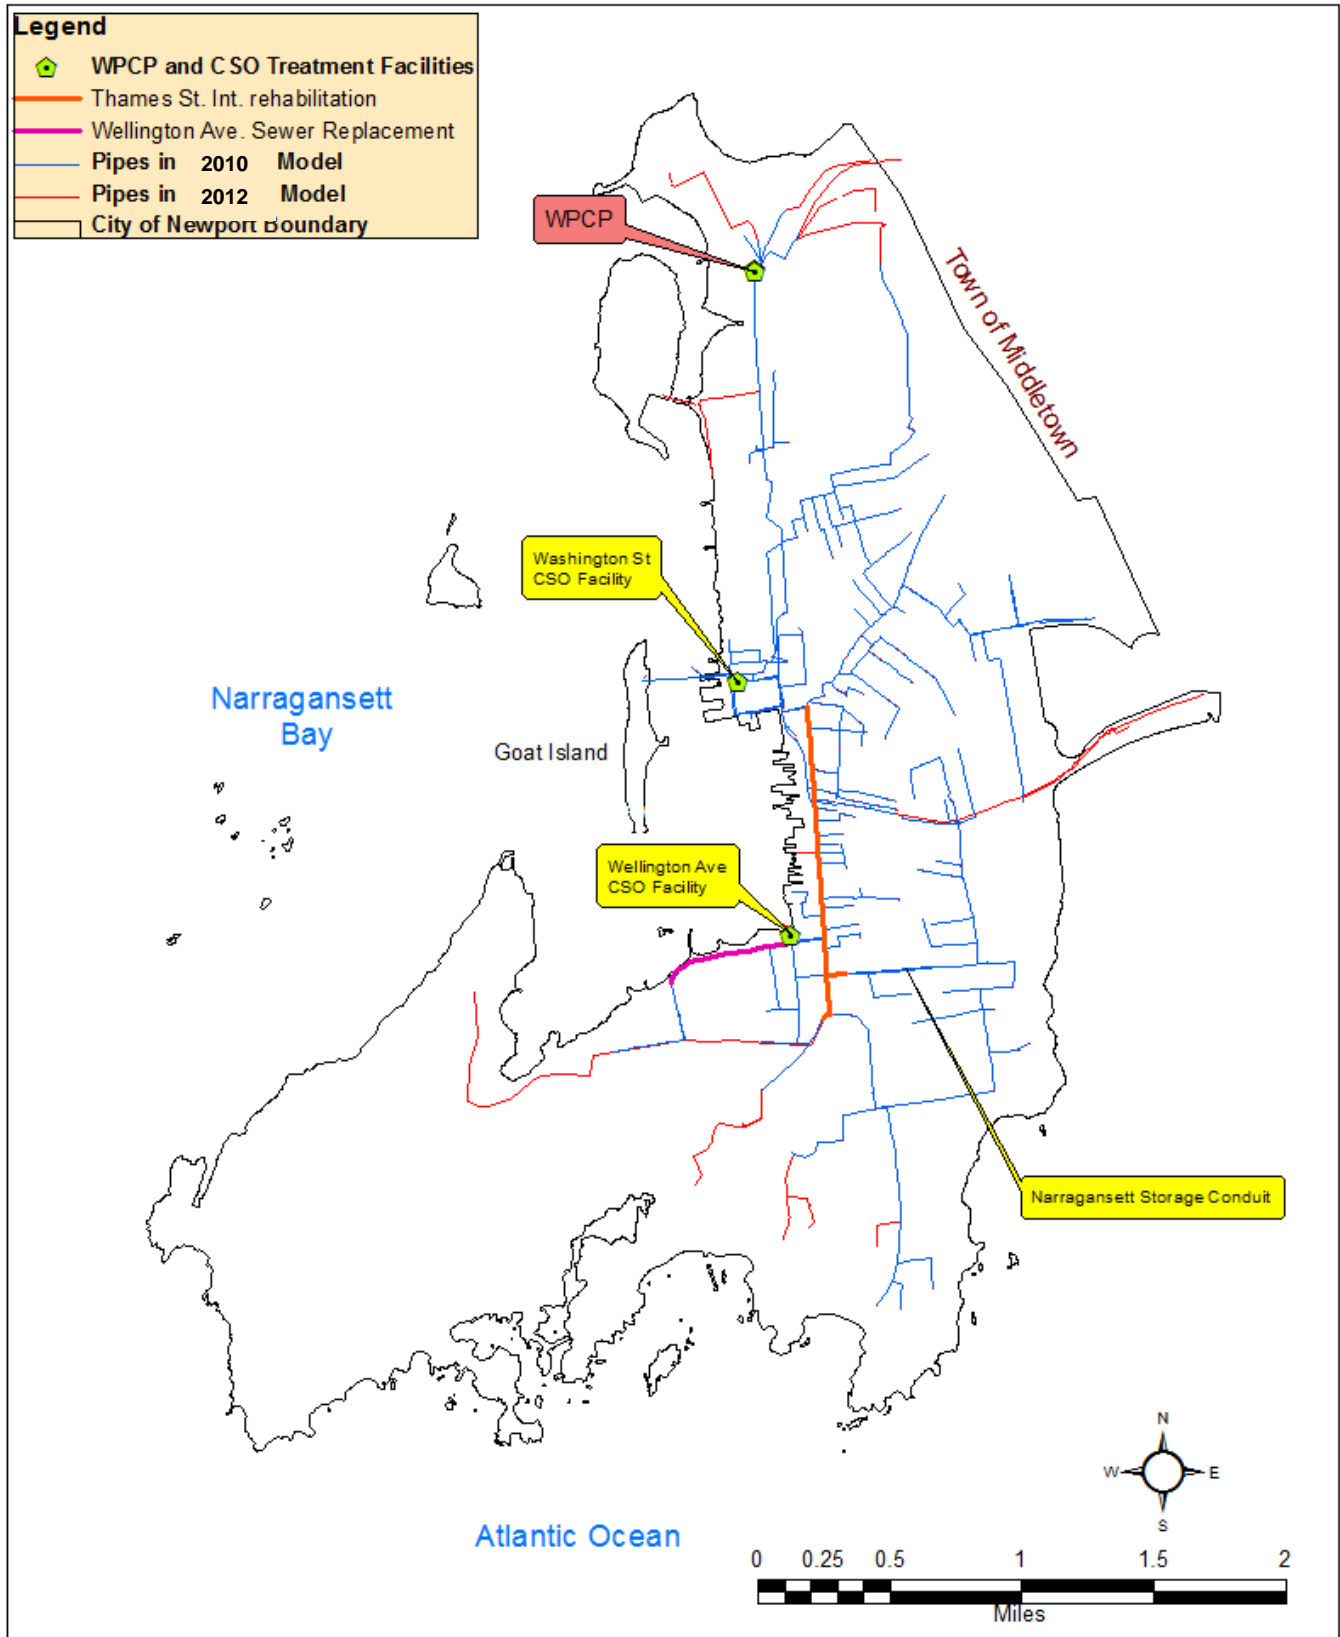 Legend
WPCP and CSO Treatment Facilities
Thames St. Int. rehabilitation
Wellington Ave. Sewer Replacement
Pipes in 2010 Model
Pipes in 2012 Model
City of Newport Boundary
WPCP
Town of Middletown
Washington St
CSO Facility
Narragansett
Bay
Goat Island
Wellington Ave
CSO Facility
Narragansett Storage Conduit
N
W E
S
Atlantic Ocean
0 0.25 0.5 1 1.5 2
Miles